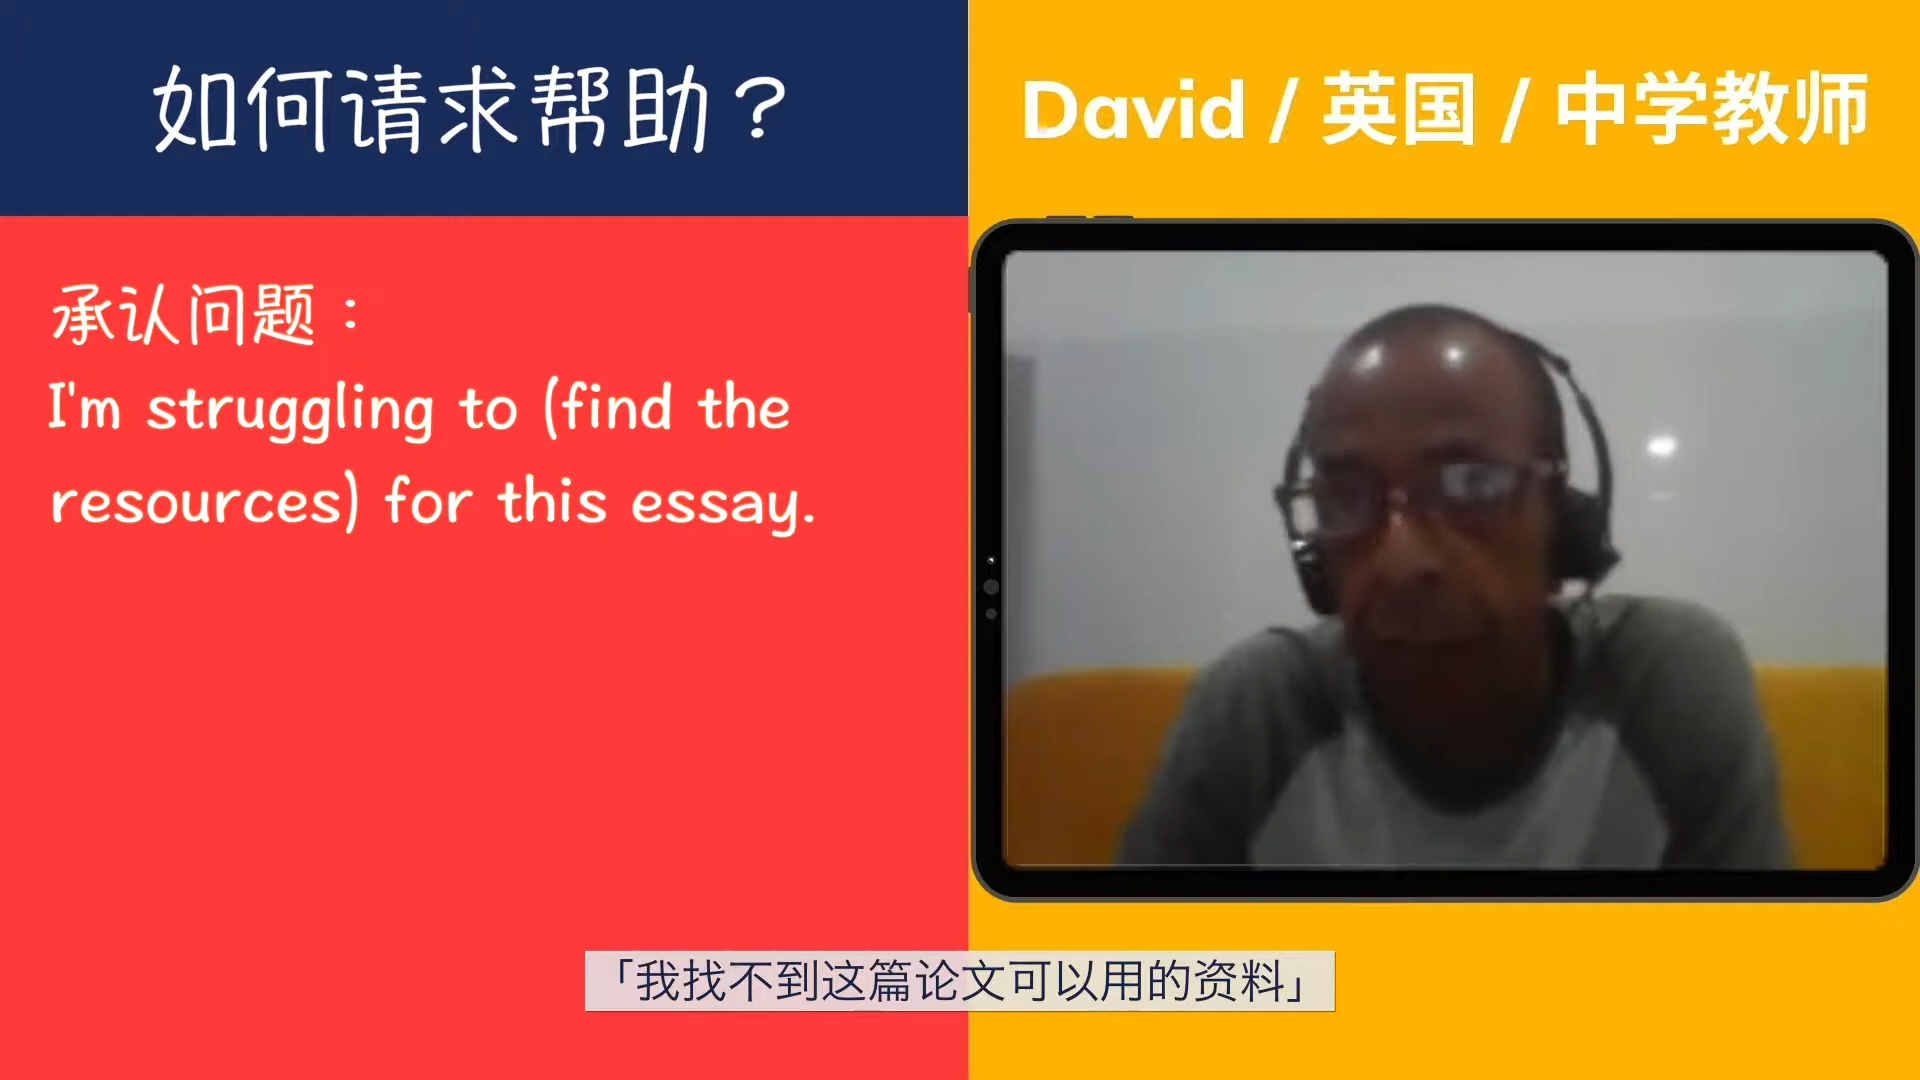 如何请求帮助？
David / 英国 / 中学教师
承认问题：
I'm struggling to (find the
resources) for this essay.
「我找不到这篇论文可以用的资料」